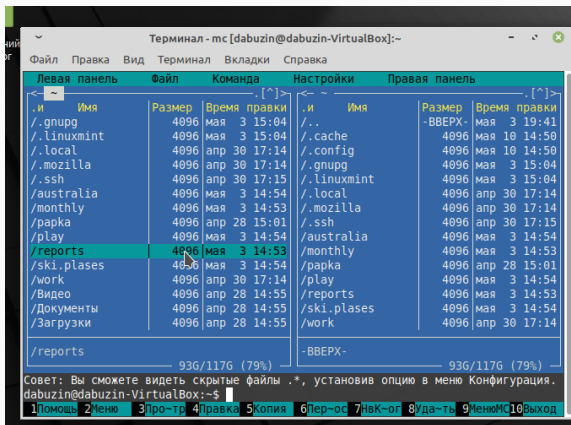 ний
ог
Терминал - mc [dabuzin@dabuzin-VirtualBox]:~
Файл Правка Вид Терминал Вкладки Справка
Левая панель Файл Команда Настройки Правая панель
<─ ~ .[^]> <─ ~ .[^]>
.и Имя Размер Время правки .и Имя Размер Время правки
/.gnupg 4096 мая 3 15:04 /.. -ВВЕРХ- мая 3 19:41
/.linuxmint 4096 мая 3 15:04 /.cache 4096 мая 10 14:50
/.local 4096 апр 30 17:14 /.config 4096 мая 10 14:50
/.mozilla 4096 апр 30 17:14 /.gnupg 4096 мая 3 15:04
/.ssh 4096 апр 30 17:15 /.linuxmint 4096 мая 3 15:04
/australia 4096 мая 3 14:54 /.local 4096 апр 30 17:14
/monthly 4096 мая 3 14:53 /.mozilla 4096 апр 30 17:14
/papka 4096 апр 28 15:01 /.ssh 4096 апр 30 17:15
/play 4096 мая 3 14:54 /australia 4096 мая 3 14:54
/reports 4096 мая 3 14:53 /monthly 4096 мая 3 14:53
/ski.plases 4096 мая 3 14:54 /papka 4096 апр 28 15:01
/work 4096 апр 30 17:14 /play 4096 мая 3 14:54
/Видео 4096 апр 28 14:55 /reports 4096 мая 3 14:53
/Документы 4096 апр 28 14:55 /ski.plases 4096 мая 3 14:54
/Загрузки 4096 апр 28 14:55 /work 4096 апр 30 17:14
/reports -ВВЕРХ-
93G/117G (79%) 93G/117G (79%)
Совет: Вы сможете видеть скрытые файлы .*, установив опцию в меню Конфигурация.
dabuzin@dabuzin-VirtualBox:~$
1Помощь 2Меню 3Про~тр 4Правка 5Копия 6Пер~ос 7НвК~ог 8Уда~ть 9МенюMC 10Выход